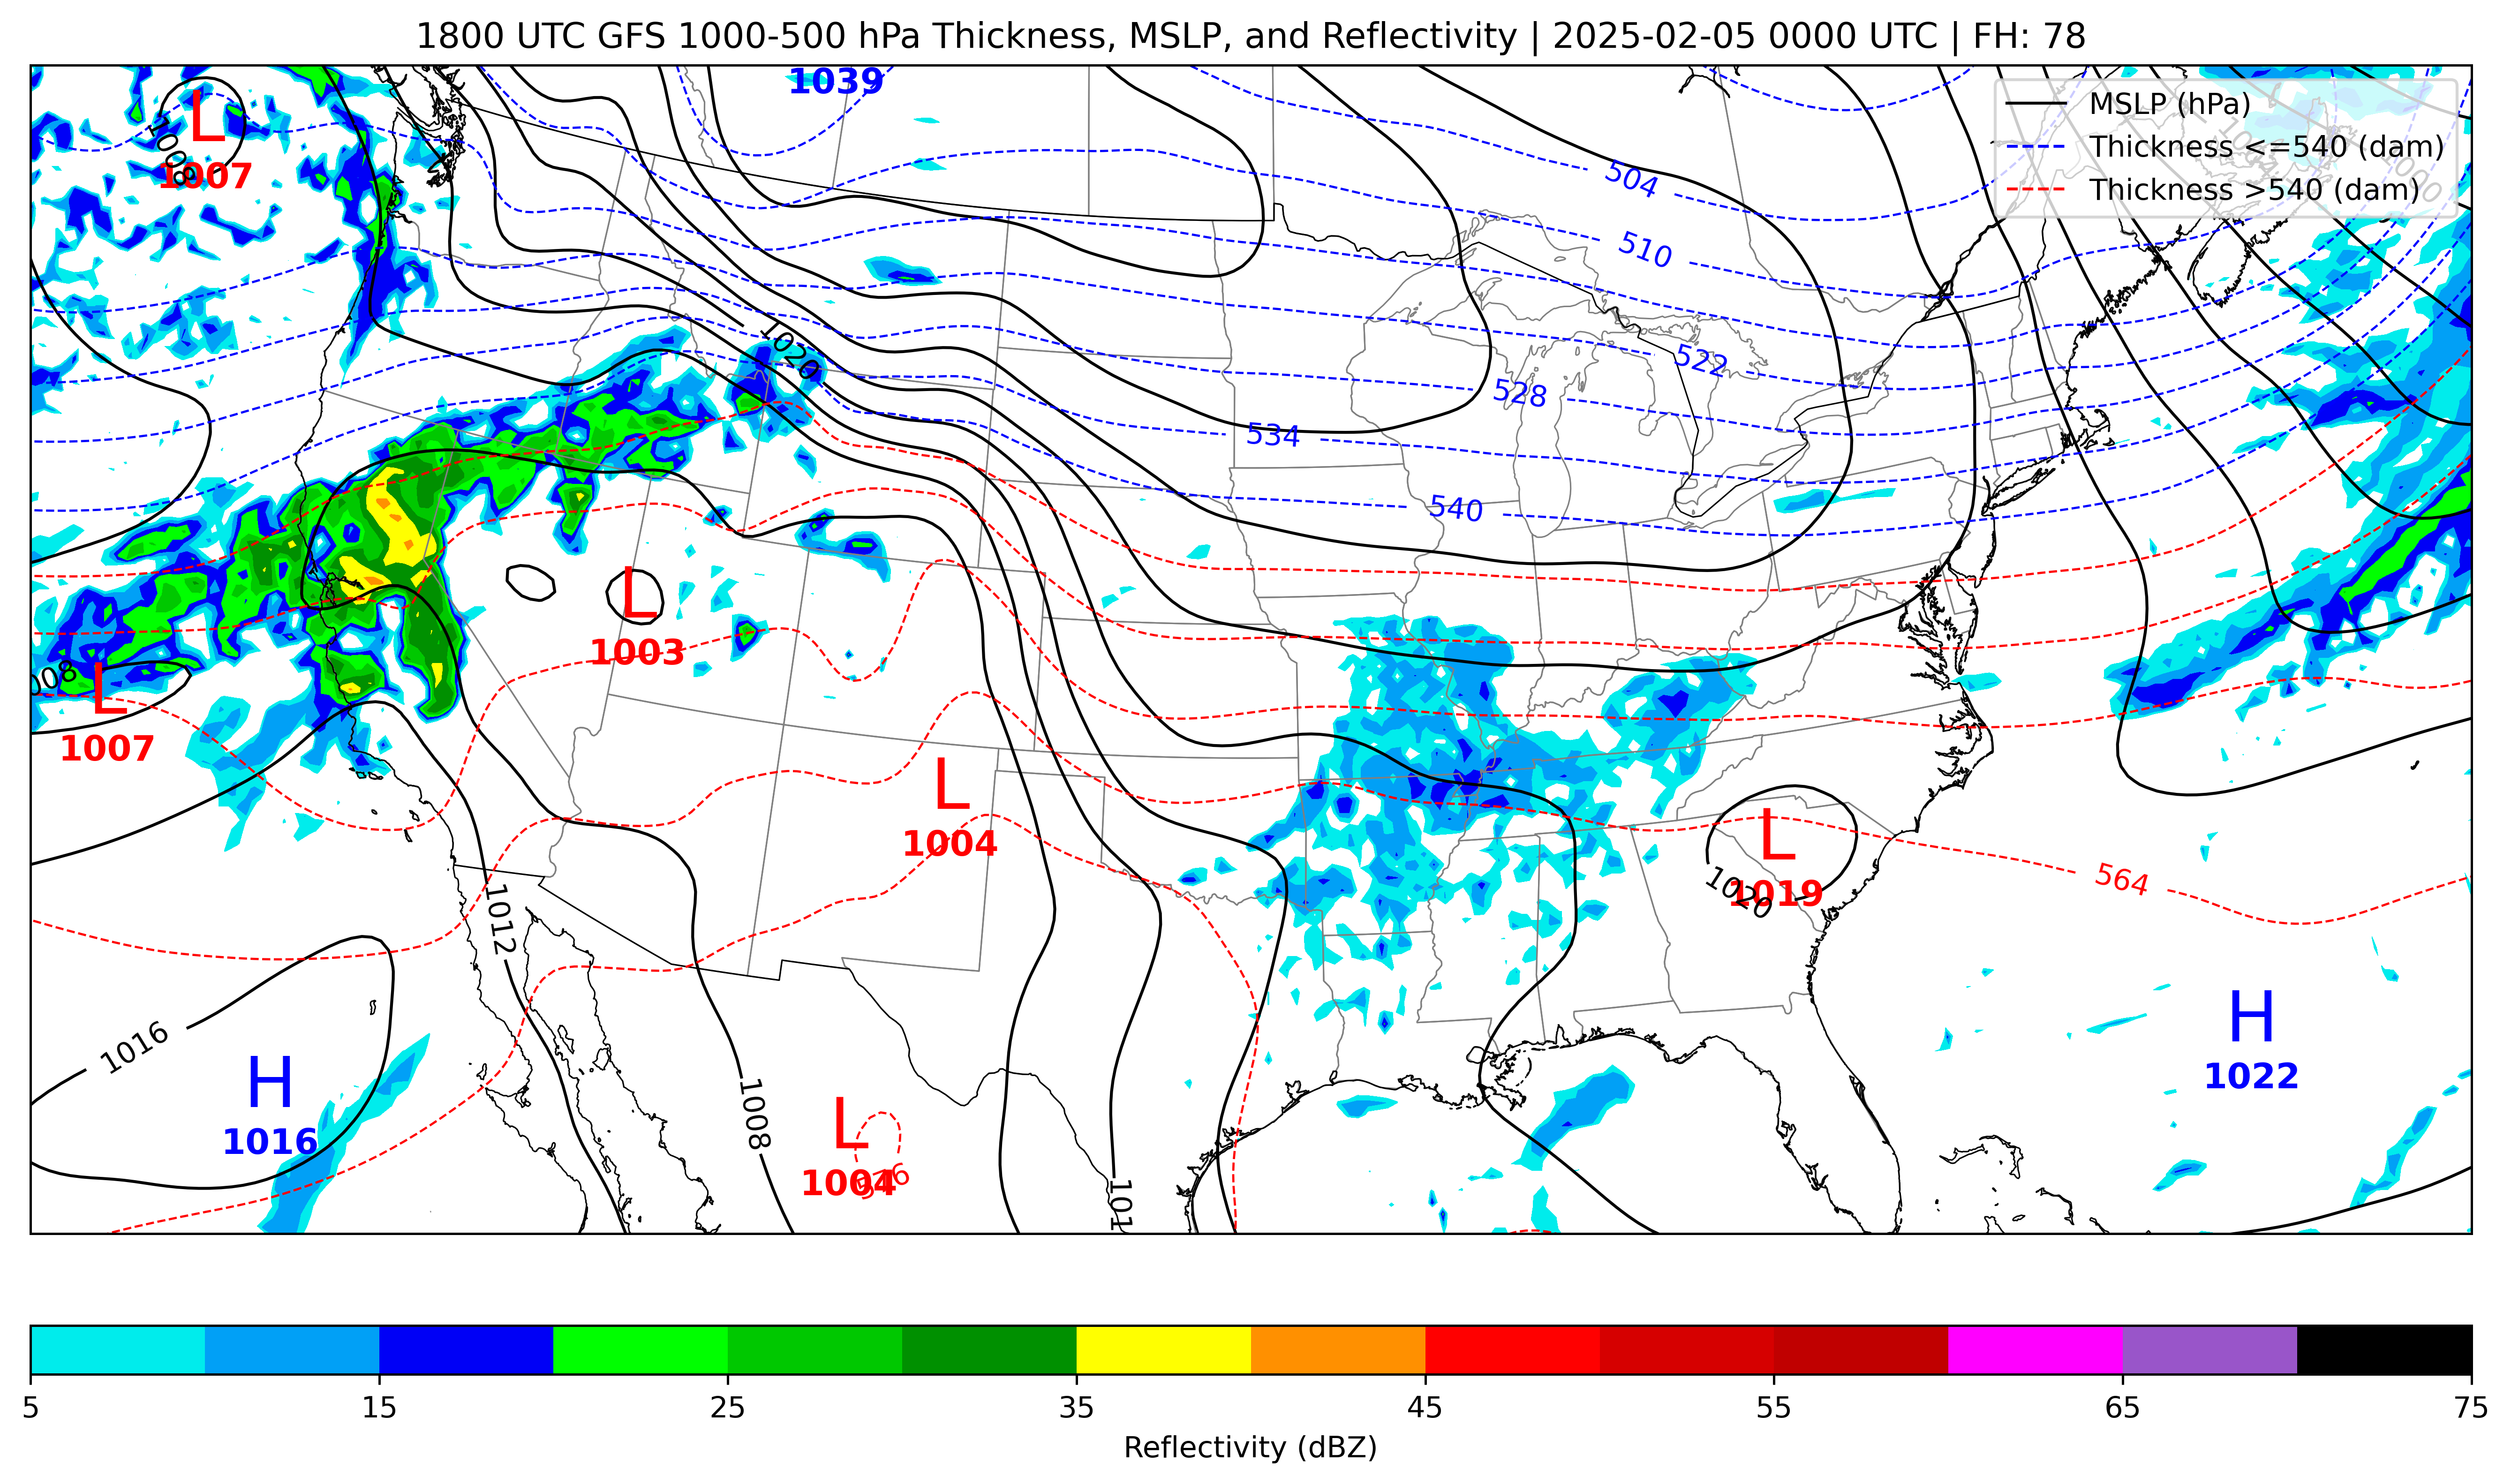 1800 UTC GFS 1000-500 hPa Thickness, MSLP, and Reflectivity | 2025-02-05 0000 UTC | FH: 78
1039
MSLP (hPa)
Thickness <=540 (dam)
Thickness >540 (dam)
L
1007
1008
504
510
522
528
534
540
1020
L
1003
L
1007
008
L
1004
L
1019
1020
564
1012
1016
H
1016
H
1022
1008
L
1004
576
101
5
15
25
35
45
55
65
75
Reflectivity (dBZ)